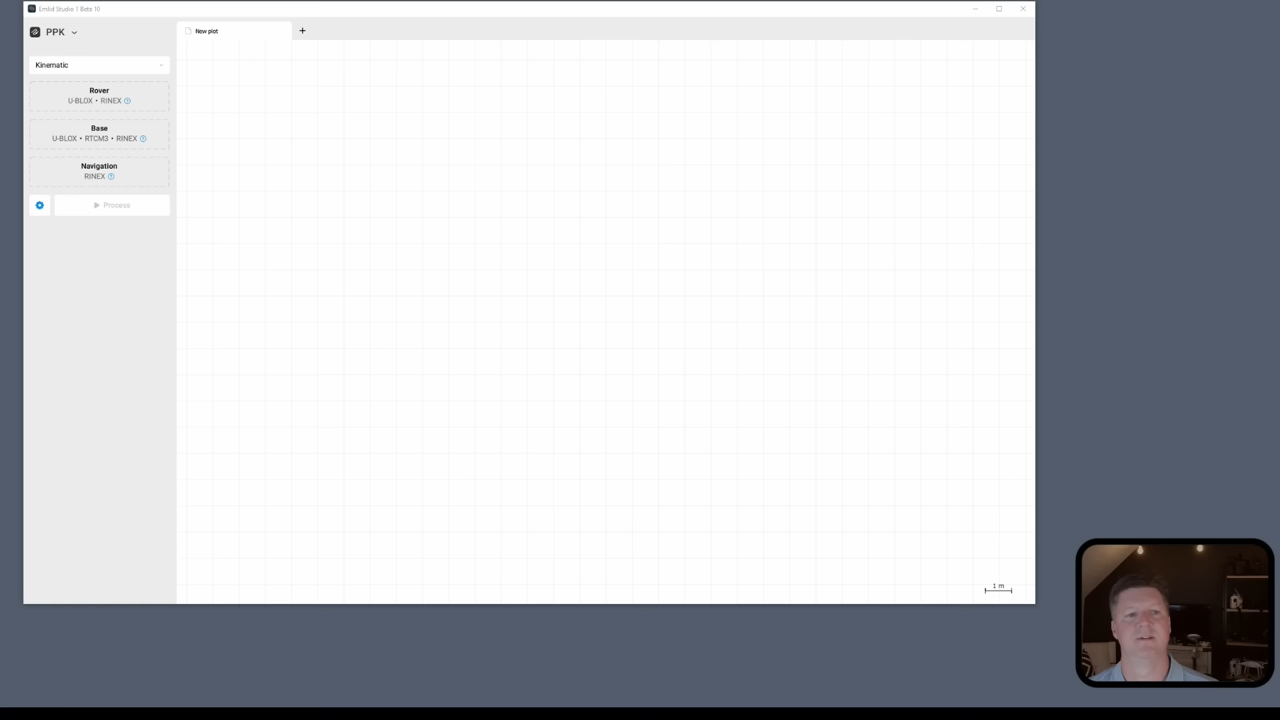 Emlid Studio 1 Beta 10
PPK
New plot
+
Kinematic
Rover
U-BLOX • RINEX
Base
U-BLOX • RTCM3 • RINEX
Navigation
RINEX
Process
1 m